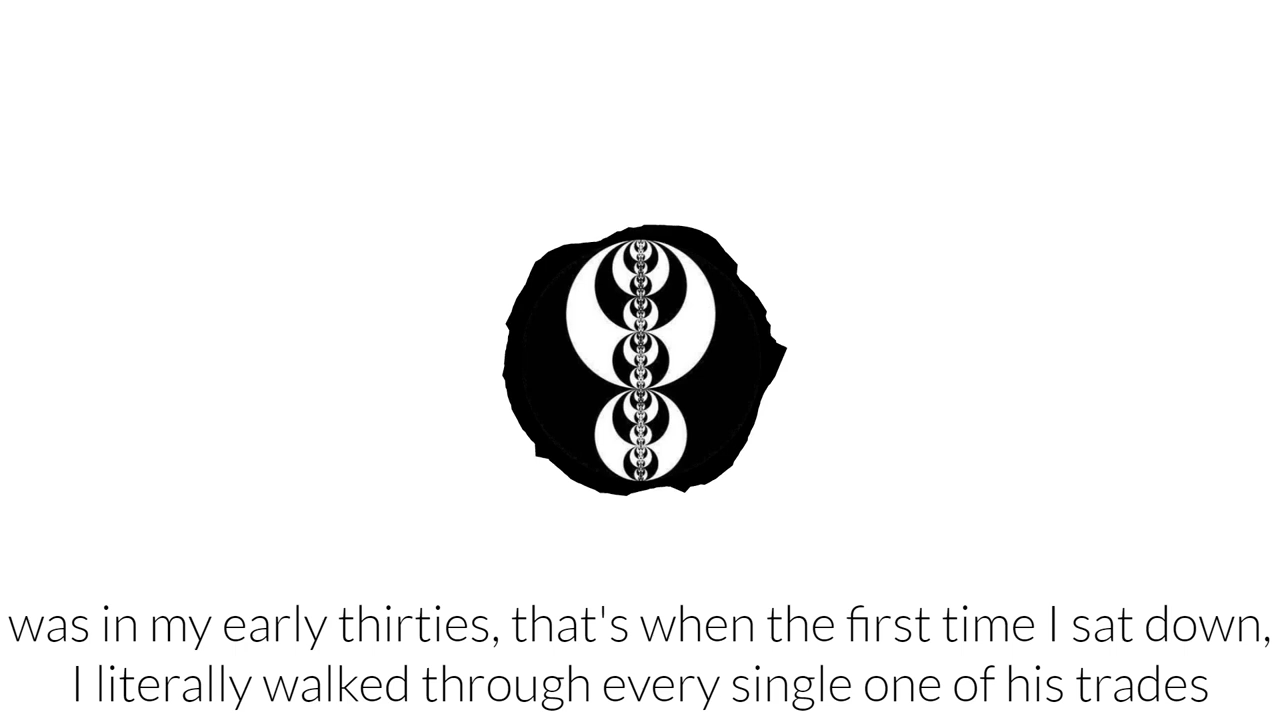 was in my early thirties, that's when the first time I sat down,
I literally walked through every single one of his trades